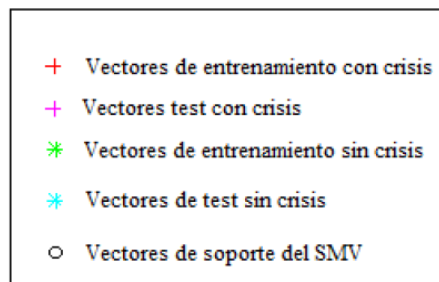 Vectores de entrenamiento con crisis
Vectores test con crisis
Vectores de entrenamiento sin crisis
Vectores de test sin crisis
Vectores de soporte del SMV